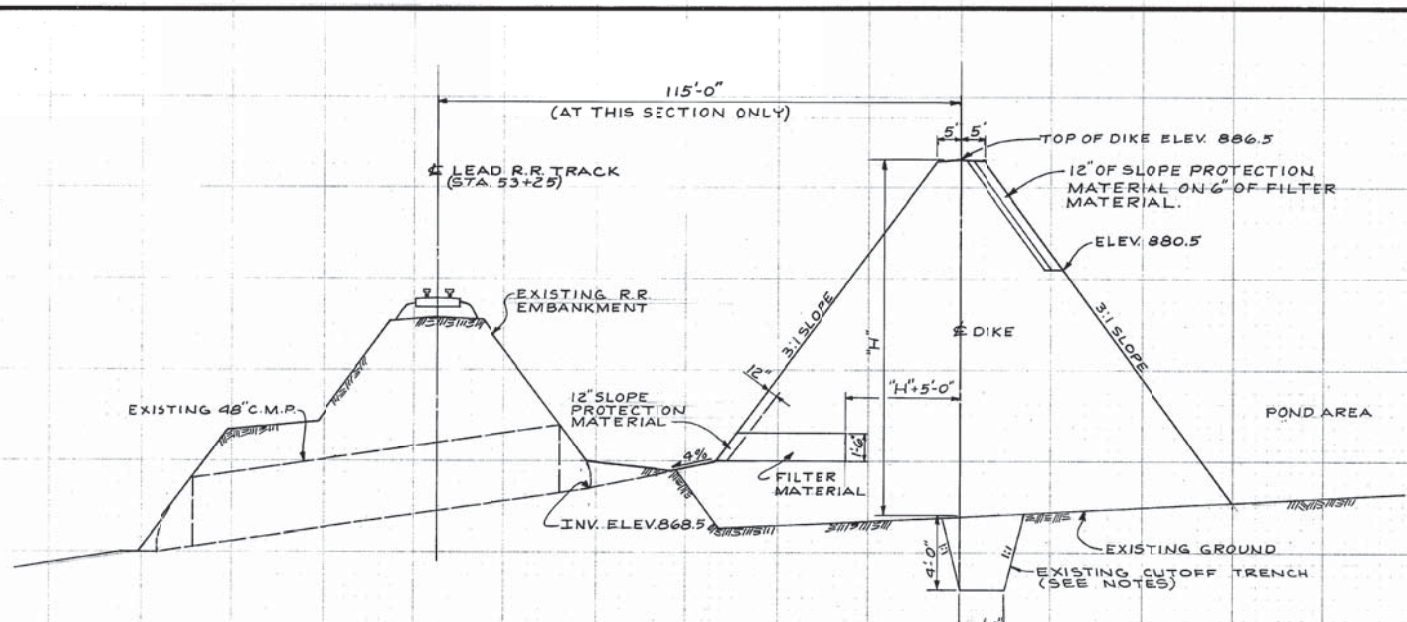 115'-0"
(AT THIS SECTION ONLY)
5' 5'
TOP OF DIKE ELEV. 886.5
℄ LEAD R.R. TRACK
(STA. 53+25)
12" OF SLOPE PROTECTION
MATERIAL ON 6" OF FILTER
MATERIAL.
ELEV. 880.5
EXISTING R.R.
EMBANKMENT
3:1 SLOPE
3:1 SLOPE
℄ DIKE
"H"
12"
"H"+5'-0"
12" SLOPE
PROTECTION
MATERIAL
EXISTING 48" C.M.P.
POND AREA
4%
1'-6"
FILTER
MATERIAL
INV. ELEV. 868.5
4'-0"
1:1
1:1
EXISTING GROUND
EXISTING CUTOFF TRENCH
(SEE NOTES)